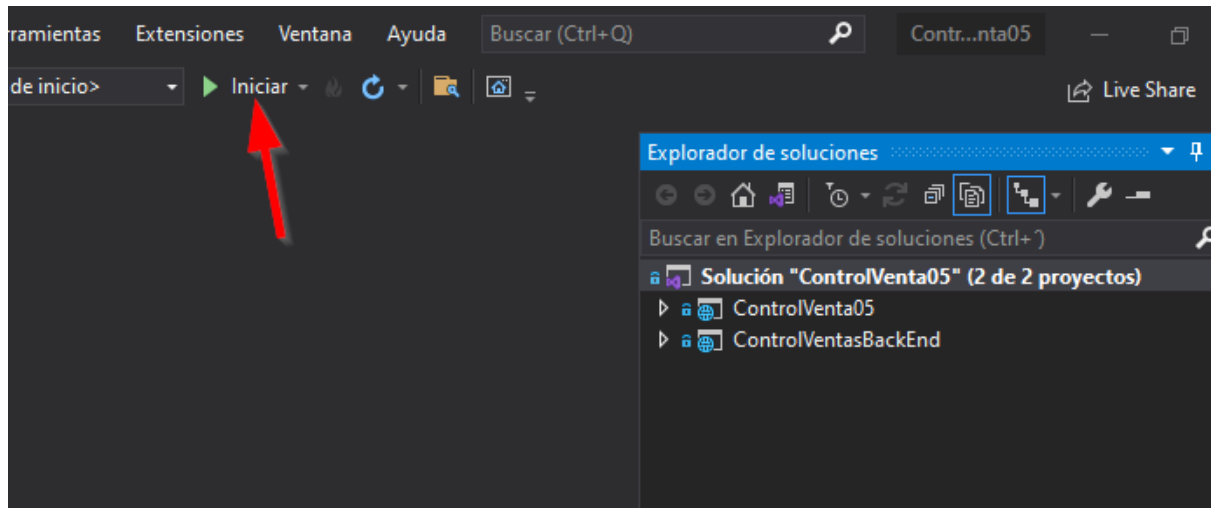 rramientas Extensiones Ventana Ayuda Buscar (Ctrl+Q) Contr...nta05
de inicio> Iniciar Live Share
Explorador de soluciones
Buscar en Explorador de soluciones (Ctrl+´)
Solución "ControlVenta05" (2 de 2 proyectos)
ControlVenta05
ControlVentasBackEnd